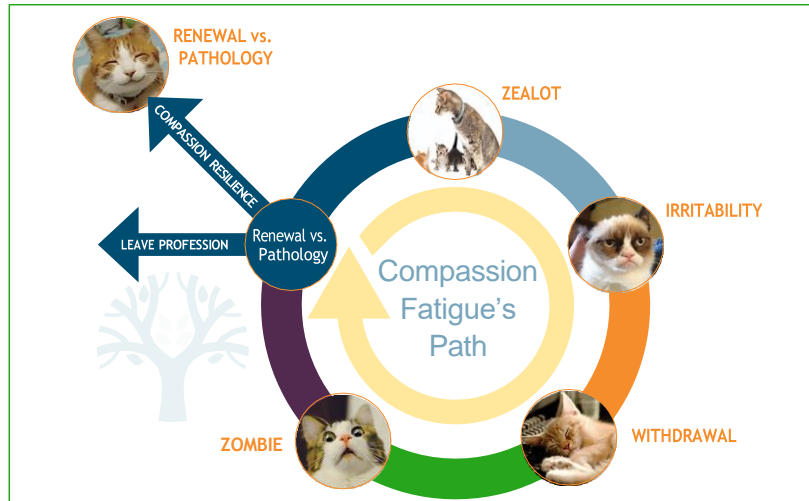 RENEWAL vs.
PATHOLOGY
ZEALOT
COMPASSION RESILIENCE
IRRITABILITY
LEAVE PROFESSION
Renewal vs.
Pathology
Compassion
Fatigue’s
Path
ZOMBIE
WITHDRAWAL